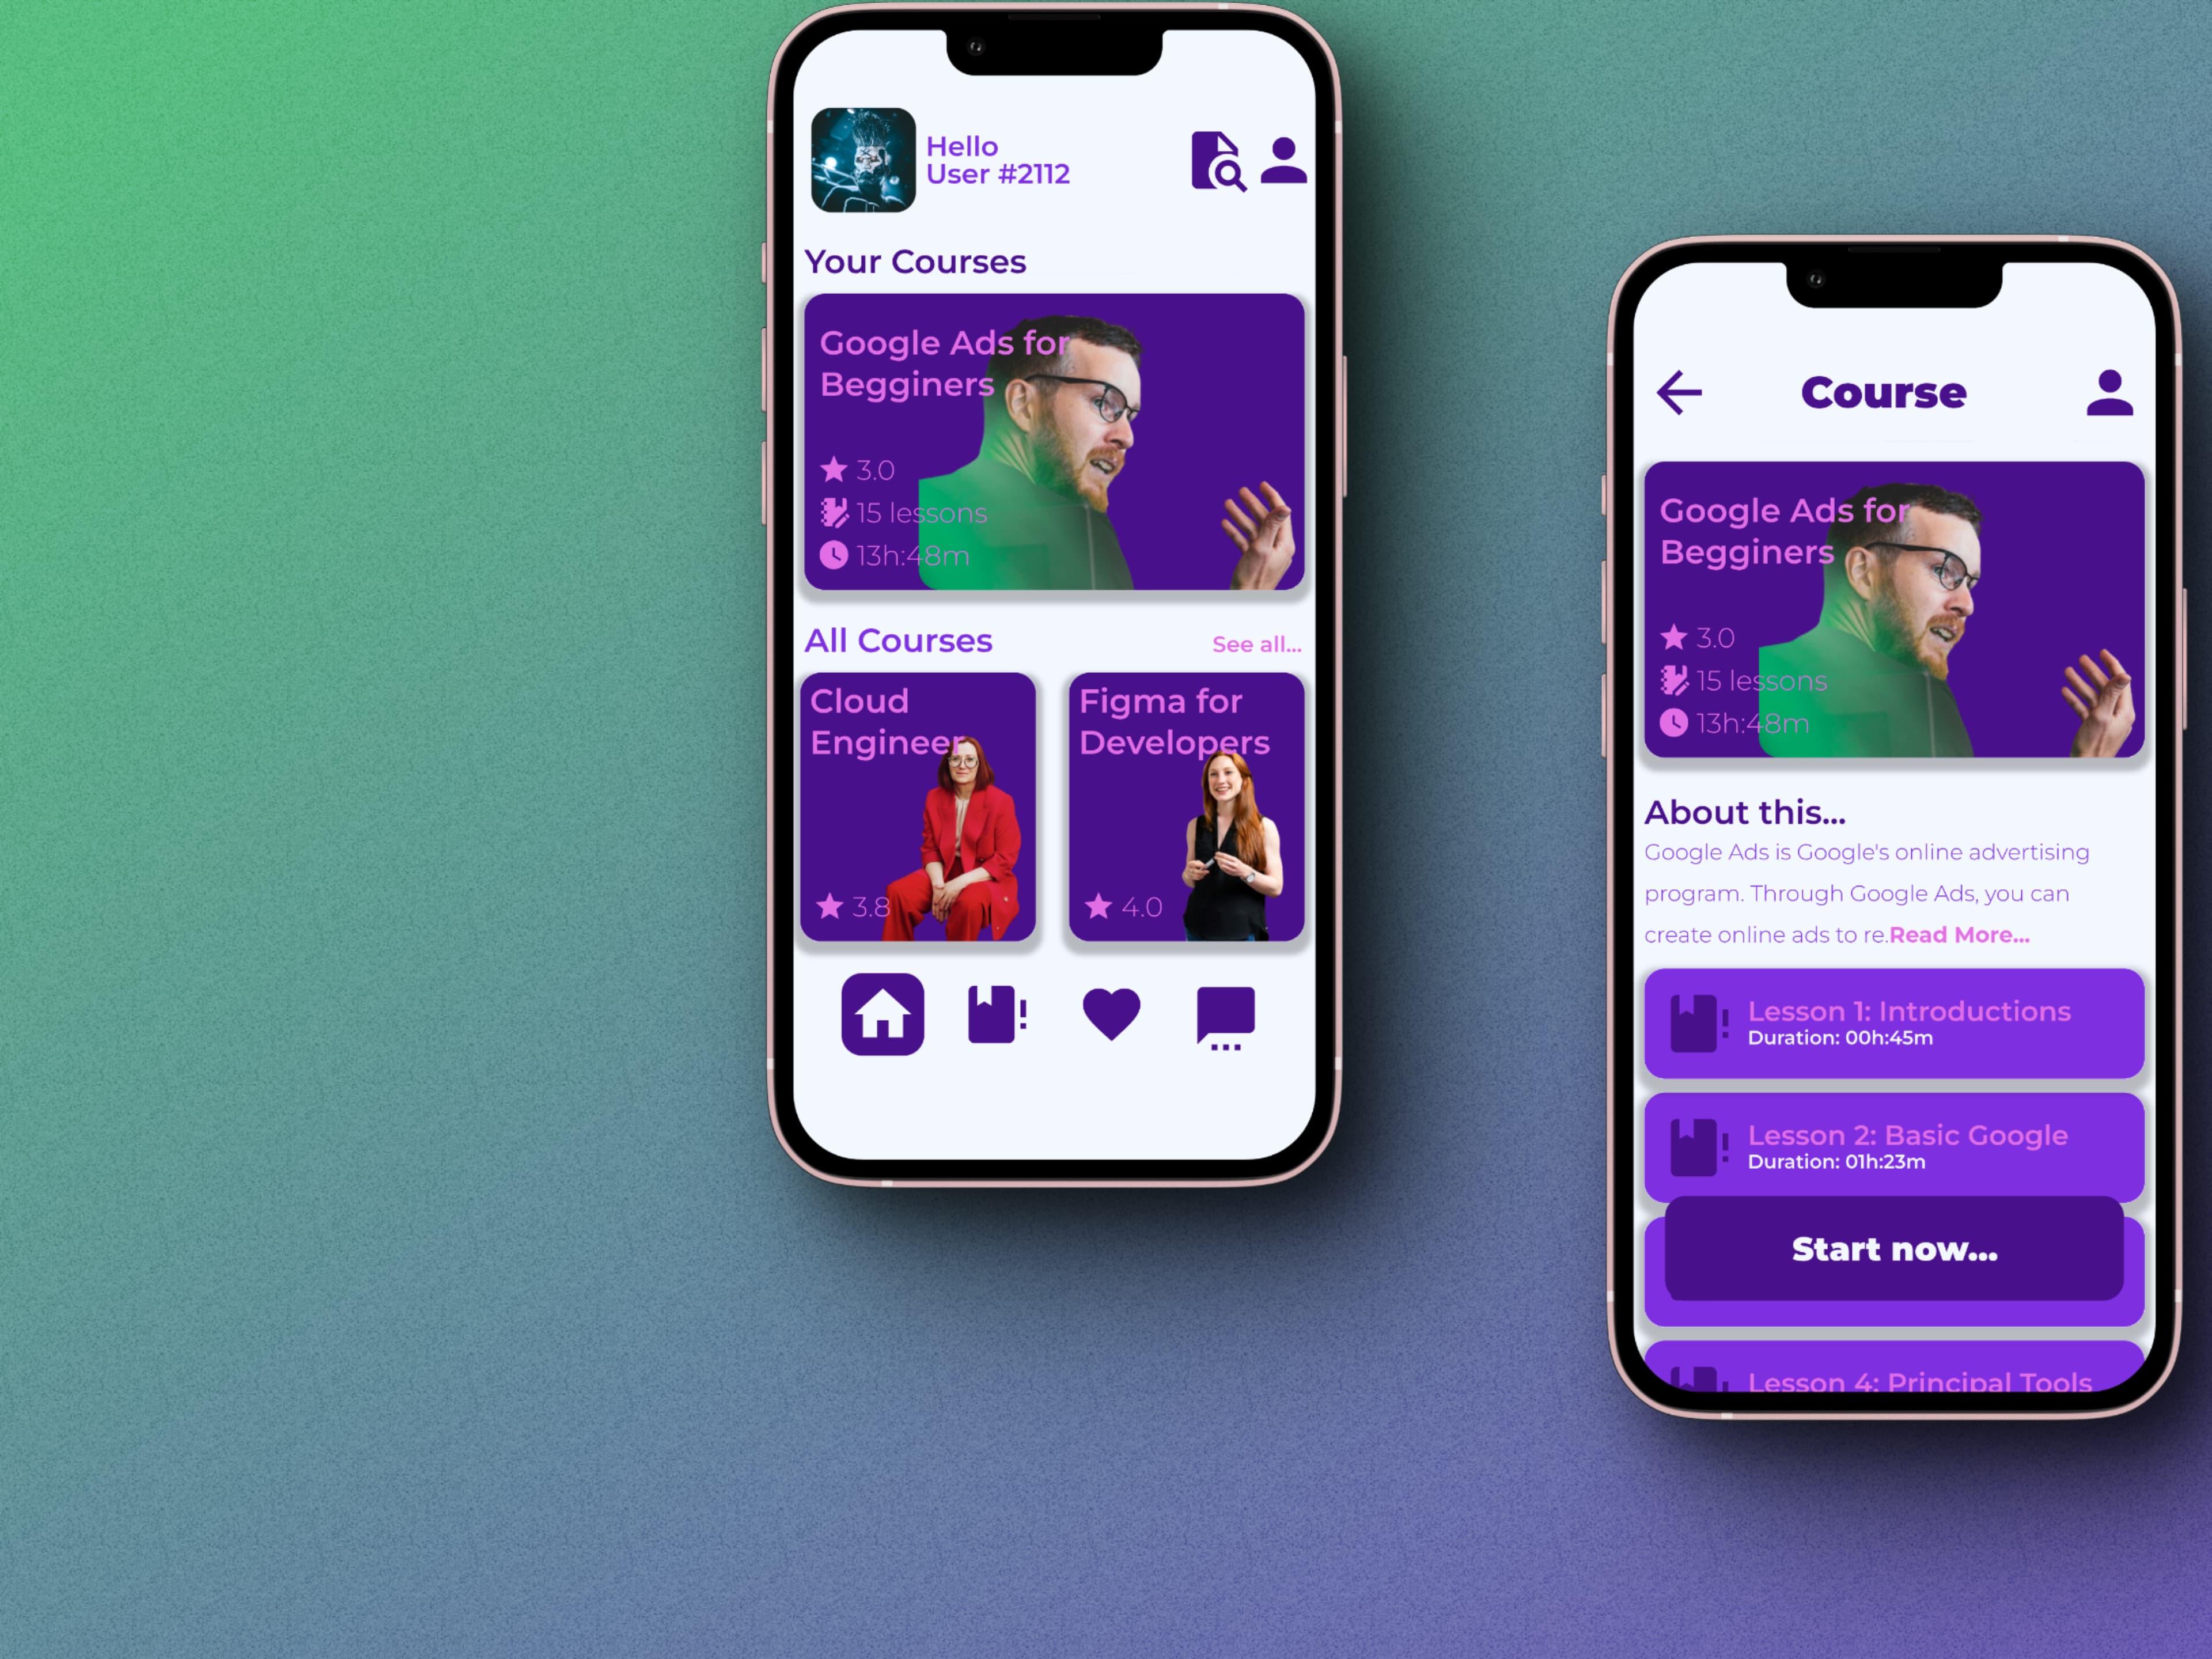 Hello
User #2112
Your Courses
Google Ads for
Begginers
3.0
15 lessons
13h:48m
All Courses
See all...
Cloud
Engineer
3.8
Figma for
Developers
4.0
Course
Google Ads for
Begginers
3.0
15 lessons
13h:48m
About this...
Google Ads is Google's online advertising
program. Through Google Ads, you can
create online ads to re.Read More...
Lesson 1: Introductions
Duration: 00h:45m
Lesson 2: Basic Google
Duration: 01h:23m
Start now...
Lesson 4: Principal Tools